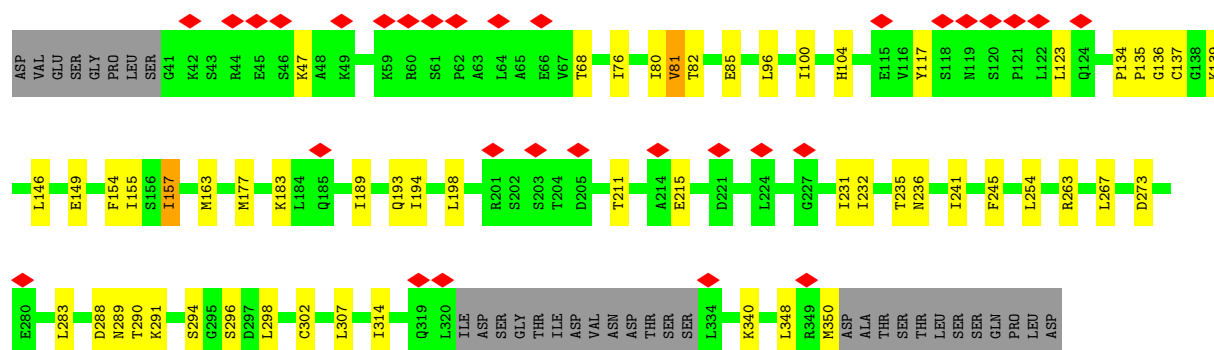 ASP VAL GLU SER GLY PRO LEU SER G41 K42 S43 R44 E45 S46 K47 A48 K49 K59 R60 S61 P62 A63 L64 A65 E66 V67 T68 I76 I80 V81 T82 E85 L96 I100 H104 E115 V116 Y117 S118 N119 S120 P121 L122 L123 Q124 P134 P135 G136 C137 G138 K139
L146 E149 F154 I155 S156 I157 M163 M177 K183 L184 Q185 I189 Q193 I194 L198 R201 S202 S203 T204 D205 T211 A214 E215 D221 L224 G227 I231 I232 T235 N236 I241 F245 L254 R263 L267 D273
E280 L283 D288 N289 T290 K291 S294 G295 S296 D297 L298 C302 L307 I314 Q319 L320 ILE ASP SER GLY THR ILE ASP VAL ASN ASP THR SER SER L334 K340 L348 R349 M350 ASP ALA THR SER THR LEU SER SER GLN PRO LEU ASP